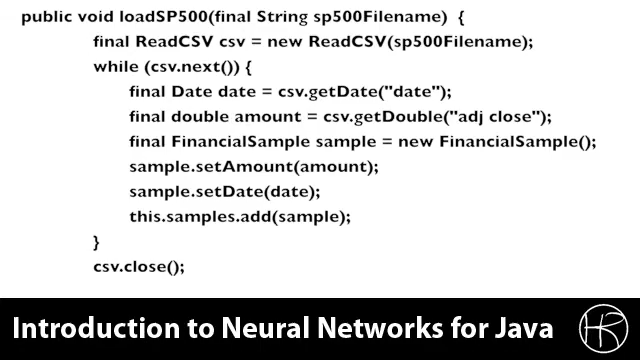 public void loadSP500(final String sp500Filename)  {
final ReadCSV csv = new ReadCSV(sp500Filename);
while (csv.next()) {
final Date date = csv.getDate("date");
final double amount = csv.getDouble("adj close");
final FinancialSample sample = new FinancialSample();
sample.setAmount(amount);
sample.setDate(date);
this.samples.add(sample);
}
csv.close();
Introduction to Neural Networks for Java